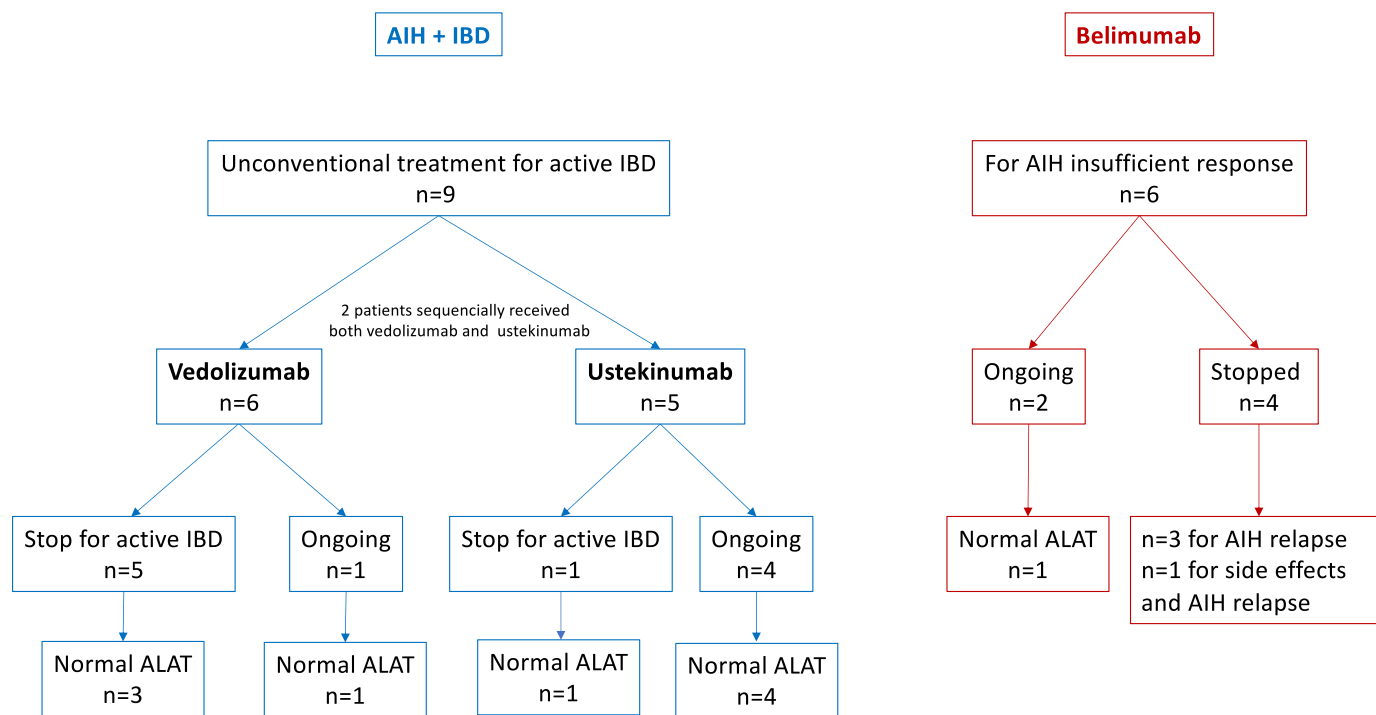 AIH + IBD
Unconventional treatment for active IBD
n=9
2 patients sequencially received
both vedolizumab and ustekinumab
Vedolizumab
n=6
Ustekinumab
n=5
Stop for active IBD
n=5
Ongoing
n=1
Stop for active IBD
n=1
Ongoing
n=4
Normal ALAT
n=3
Normal ALAT
n=1
Normal ALAT
n=1
Normal ALAT
n=4
Belimumab
For AIH insufficient response
n=6
Ongoing
n=2
Stopped
n=4
Normal ALAT
n=1
n=3 for AIH relapse
n=1 for side effects
and AIH relapse